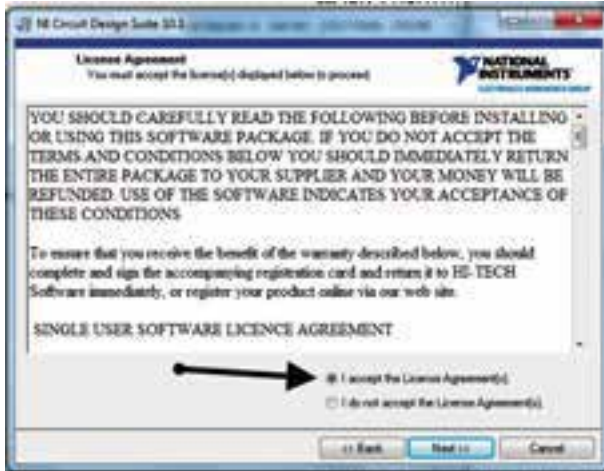 NI Circuit Design Suite 10.1
License Agreement
You must accept the license(s) displayed below to proceed.
NATIONAL
INSTRUMENTS
ELECTRONICS WORKBENCH GROUP
YOU SHOULD CAREFULLY READ THE FOLLOWING BEFORE INSTALLING
OR USING THIS SOFTWARE PACKAGE. IF YOU DO NOT ACCEPT THE
TERMS AND CONDITIONS BELOW YOU SHOULD IMMEDIATELY RETURN
THE ENTIRE PACKAGE TO YOUR SUPPLIER AND YOUR MONEY WILL BE
REFUNDED. USE OF THE SOFTWARE INDICATES YOUR ACCEPTANCE OF
THESE CONDITIONS
To ensure that you receive the benefit of the warranty described below, you should
complete and sign the accompanying registration card and return it to HI-TECH
Software immediately, or register your product online via our web site.
SINGLE USER SOFTWARE LICENCE AGREEMENT
I accept the License Agreement(s).
I do not accept the License Agreement(s).
<< Back
Next >>
Cancel